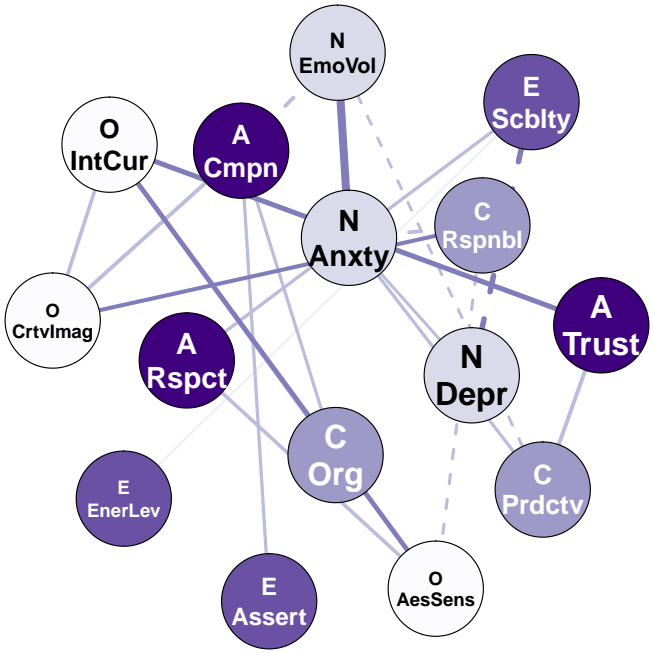 N
EmoVol
E
Scblty
O
IntCur
A
Cmpn
C
Rspnbl
N
Anxty
O
CrtvImag
A
Trust
A
Rspct
N
Depr
C
Org
C
Prdctv
E
EnerLev
O
AesSens
E
Assert